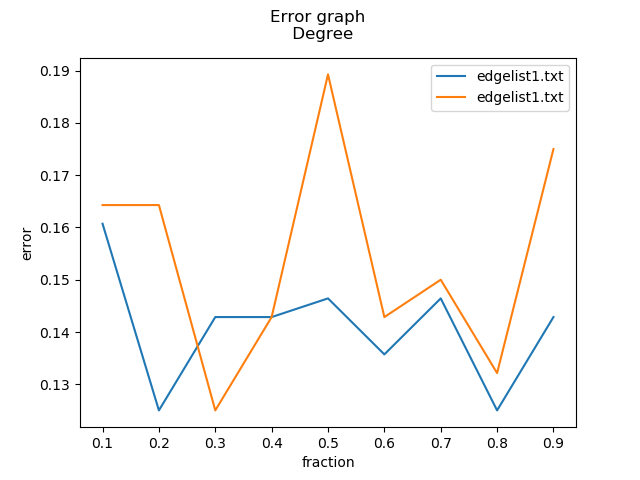 Error graph
Degree
edgelist1.txt
edgelist1.txt
error
0.19
0.18
0.17
0.16
0.15
0.14
0.13
0.1 0.2 0.3 0.4 0.5 0.6 0.7 0.8 0.9
fraction